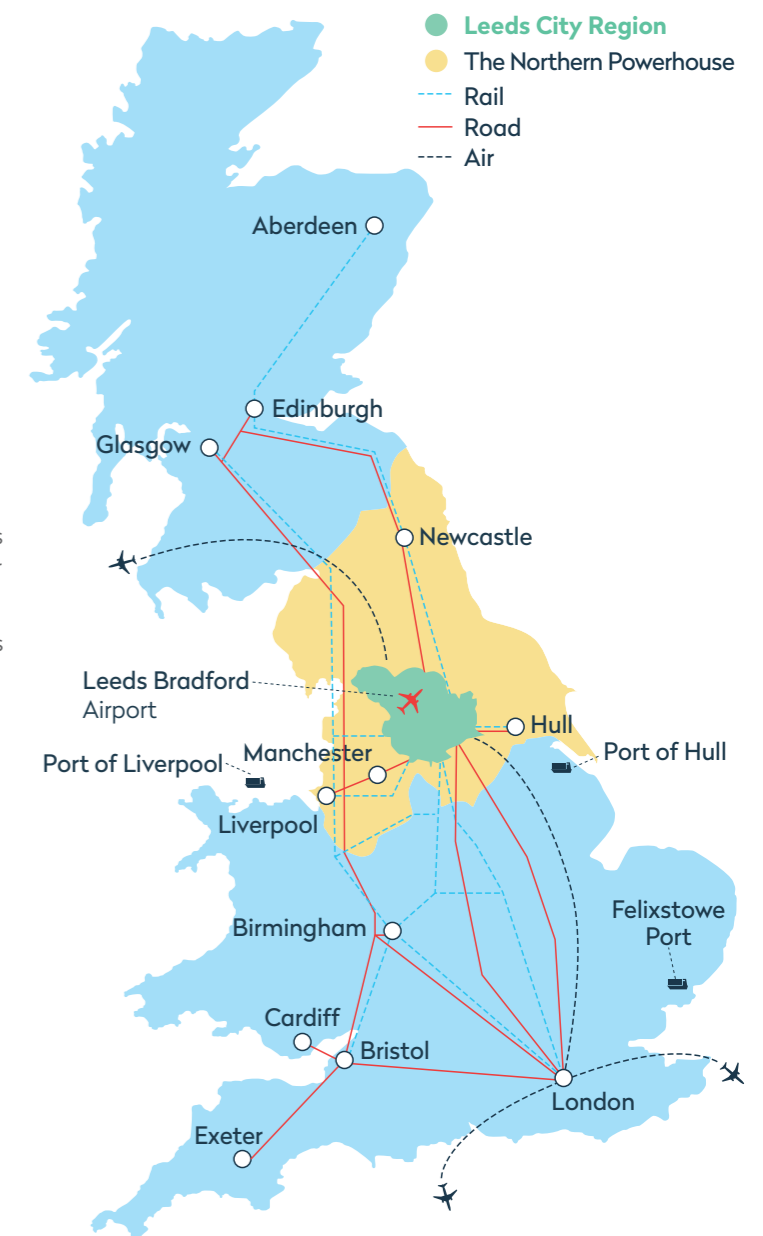 Leeds City Region
The Northern Powerhouse
Rail
Road
Air
Aberdeen
Edinburgh
Glasgow
Newcastle
Leeds Bradford
Airport
Hull
Manchester
Port of Hull
Port of Liverpool
Liverpool
Felixstowe
Port
Birmingham
Cardiff
Bristol
London
Exeter